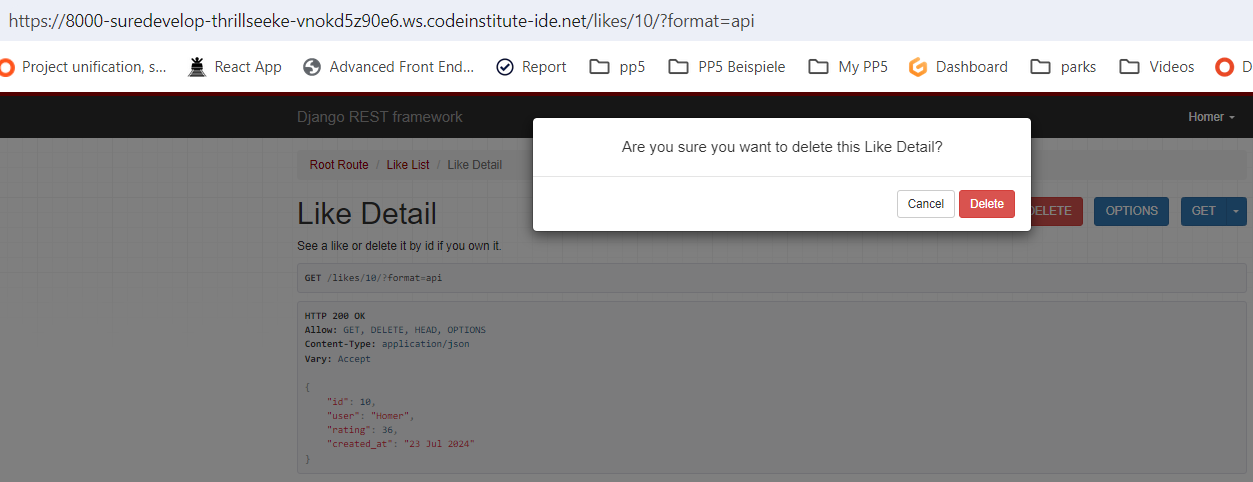 https://8000-suredevelop-thrillseeke-vnokd5z90e6.ws.codeinstitute-ide.net/likes/10/?format=api
Project unification, s... React App Advanced Front End... Report pp5 PP5 Beispiele My PP5 Dashboard parks Videos D
Django REST framework Homer
Are you sure you want to delete this Like Detail?
Cancel Delete
Root Route / Like List / Like Detail
Like Detail
DELETE OPTIONS GET
See a like or delete it by id if you own it.
GET /likes/10/?format=api
HTTP 200 OK
Allow: GET, DELETE, HEAD, OPTIONS
Content-Type: application/json
Vary: Accept
{
"id": 10,
"user": "Homer",
"rating": 36,
"created_at": "23 Jul 2024"
}